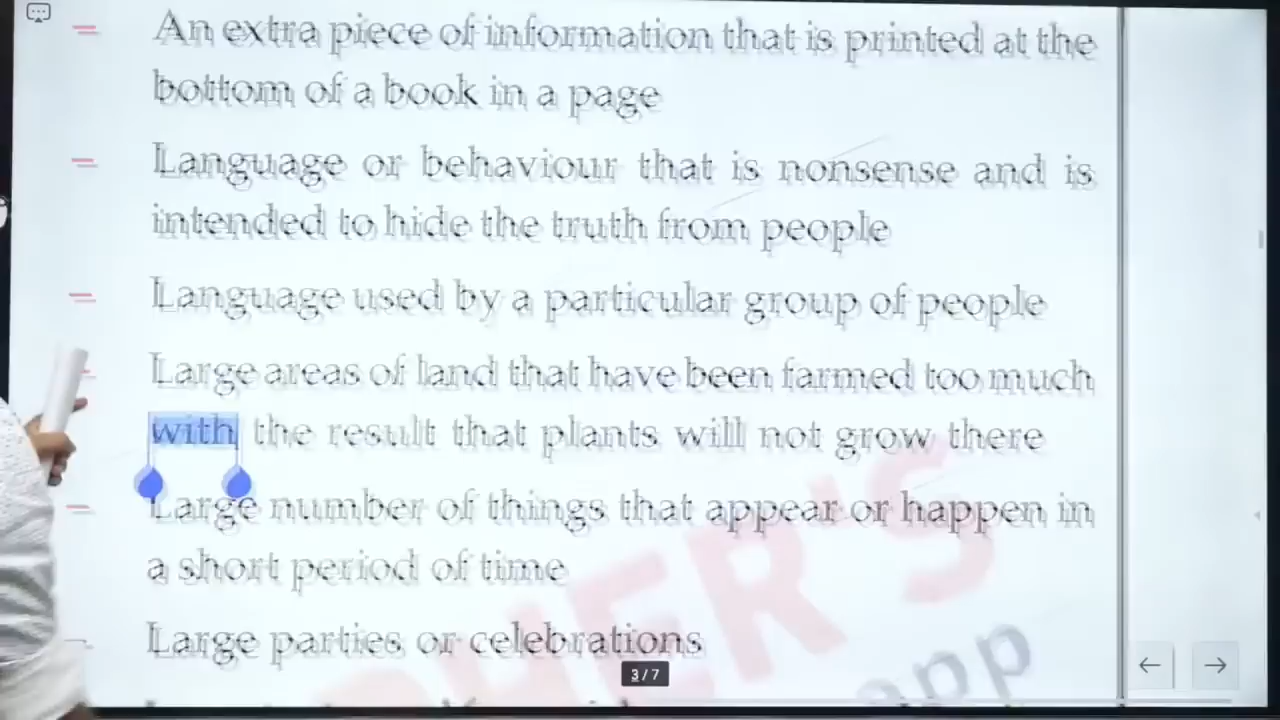 An extra piece of information that is printed at the
bottom of a book in a page
Language or behaviour that is nonsense and is
intended to hide the truth from people
Language used by a particular group of people
Large areas of land that have been farmed too much
with the result that plants will not grow there
Large number of things that appear or happen in
a short period of time
Large parties or celebrations
3/7
app